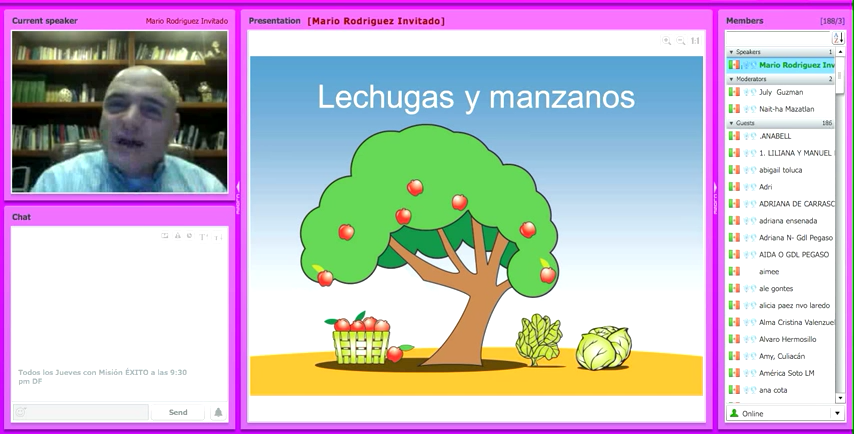 Current speaker
Mario Rodriguez Invitado
Chat
Todos los Jueves con Misión ÉXITO a las 9:30
pm DF
Send
Presentation [Mario Rodriguez Invitado]
1:1
Lechugas y manzanos
Members [188/3]
Speakers 1
Mario Rodriguez Inv
Moderators 2
July Guzman
Nait-ha Mazatlan
Guests 186
.ANABELL
1. LILIANA Y MANUEL
abigail toluca
Adri
ADRIANA DE CARRASC
adriana ensenada
Adriana N- Gdl Pegaso
AIDA O GDL PEGASO
aimee
ale gontes
alicia paez nvo laredo
Alma Cristina Valenzuel
Alvaro Hermosillo
Amy, Culiacán
América Soto LM
ana cota
Online